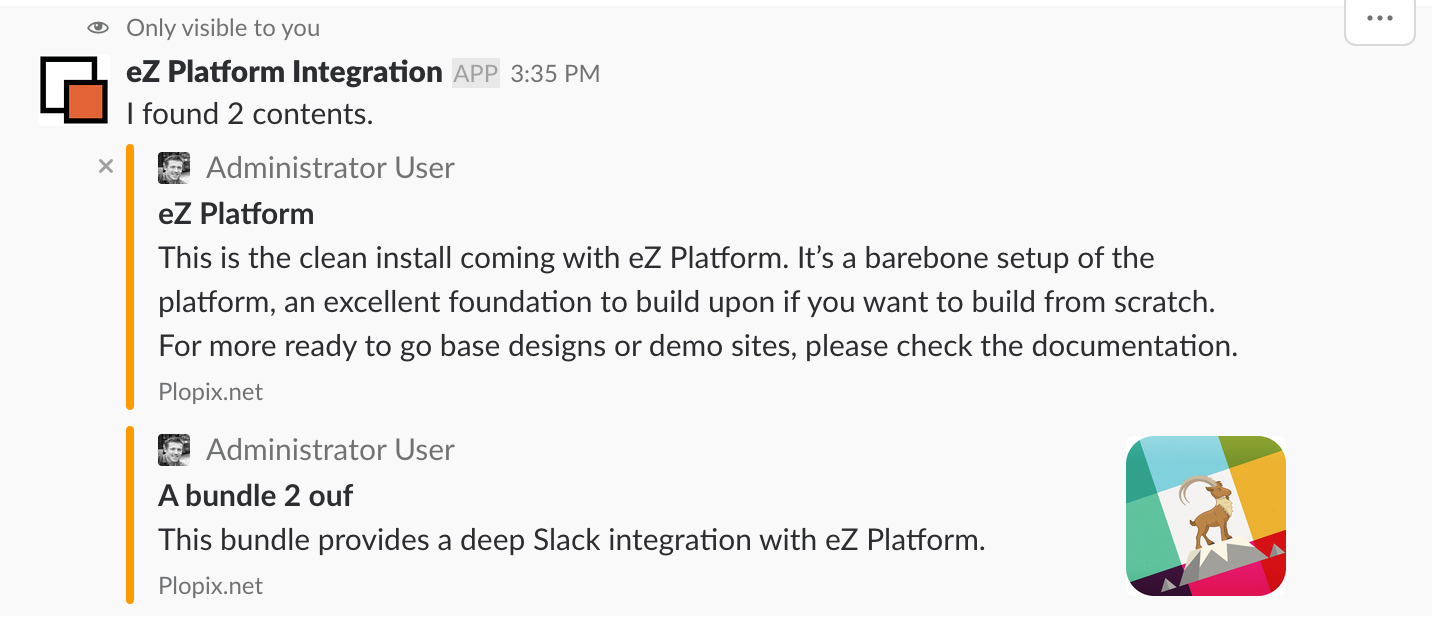 Only visible to you
eZ Platform Integration APP 3:35 PM
I found 2 contents.
Administrator User
eZ Platform
This is the clean install coming with eZ Platform. It’s a barebone setup of the
platform, an excellent foundation to build upon if you want to build from scratch.
For more ready to go base designs or demo sites, please check the documentation.
Plopix.net
Administrator User
A bundle 2 ouf
This bundle provides a deep Slack integration with eZ Platform.
Plopix.net